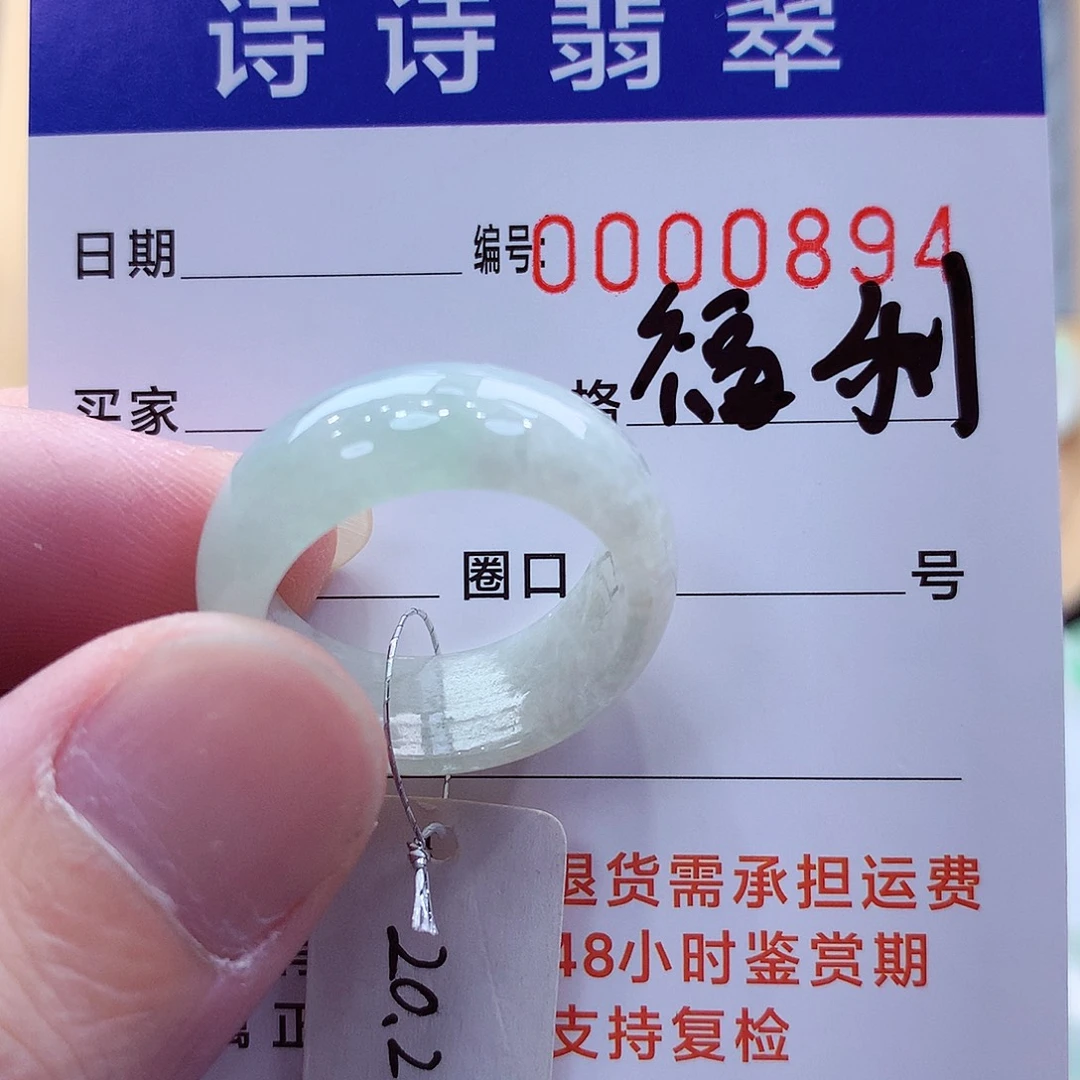 诗诗翡翠
日期 编号:0000894
买家 格 福利
圈口 号
退货需承担运费
48小时鉴赏期
正 支持复检
20.2